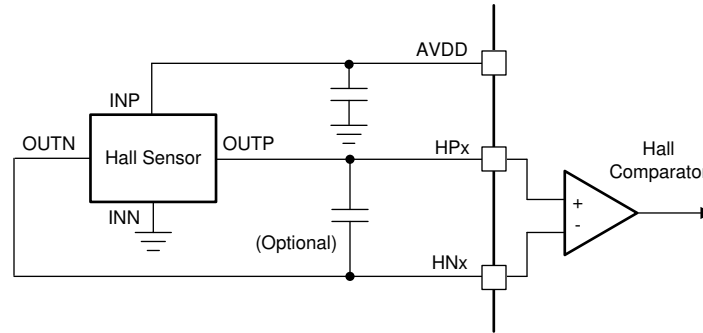 AVDD
INP
OUTN
Hall Sensor
OUTP
HPx
Hall
Comparator
+
-
INN
(Optional)
HNx